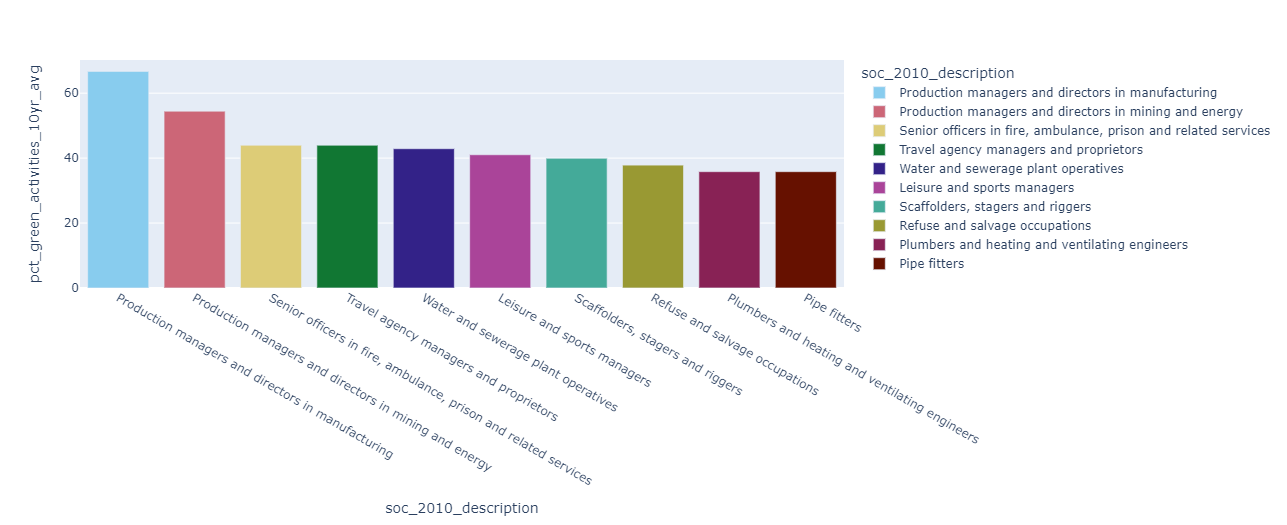 pct_green_activities_10yr_avg
60
40
20
0
Production managers and directors in manufacturing
Production managers and directors in mining and energy
Senior officers in fire, ambulance, prison and related services
Travel agency managers and proprietors
Water and sewerage plant operatives
Leisure and sports managers
Scaffolders, stagers and riggers
Refuse and salvage occupations
Plumbers and heating and ventilating engineers
Pipe fitters
soc_2010_description
soc_2010_description
Production managers and directors in manufacturing
Production managers and directors in mining and energy
Senior officers in fire, ambulance, prison and related services
Travel agency managers and proprietors
Water and sewerage plant operatives
Leisure and sports managers
Scaffolders, stagers and riggers
Refuse and salvage occupations
Plumbers and heating and ventilating engineers
Pipe fitters